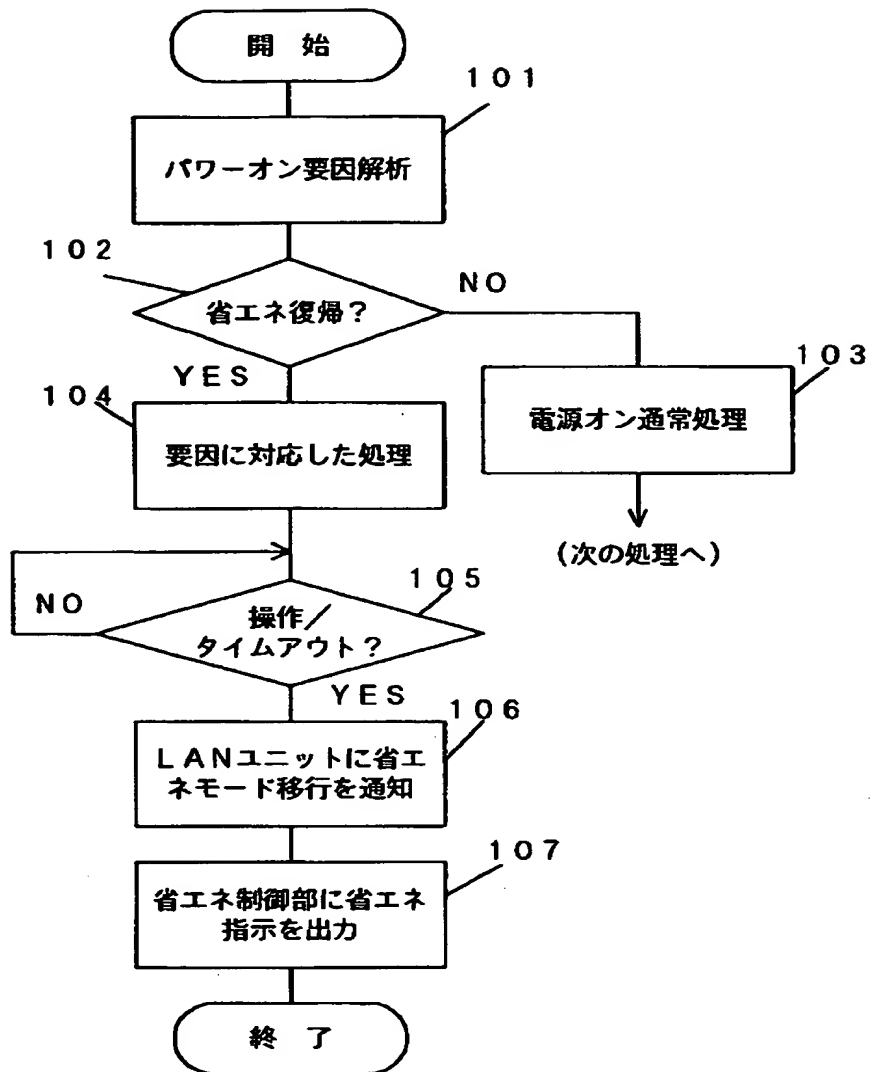 開 始
101
パワーオン要因解析
102
省エネ復帰？
NO
103
YES
104
電源オン通常処理
要因に対応した処理
(次の処理へ)
105
NO
操作／
タイムアウト？
YES
106
LANユニットに省エ
ネモード移行を通知
107
省エネ制御部に省エネ
指示を出力
終 了